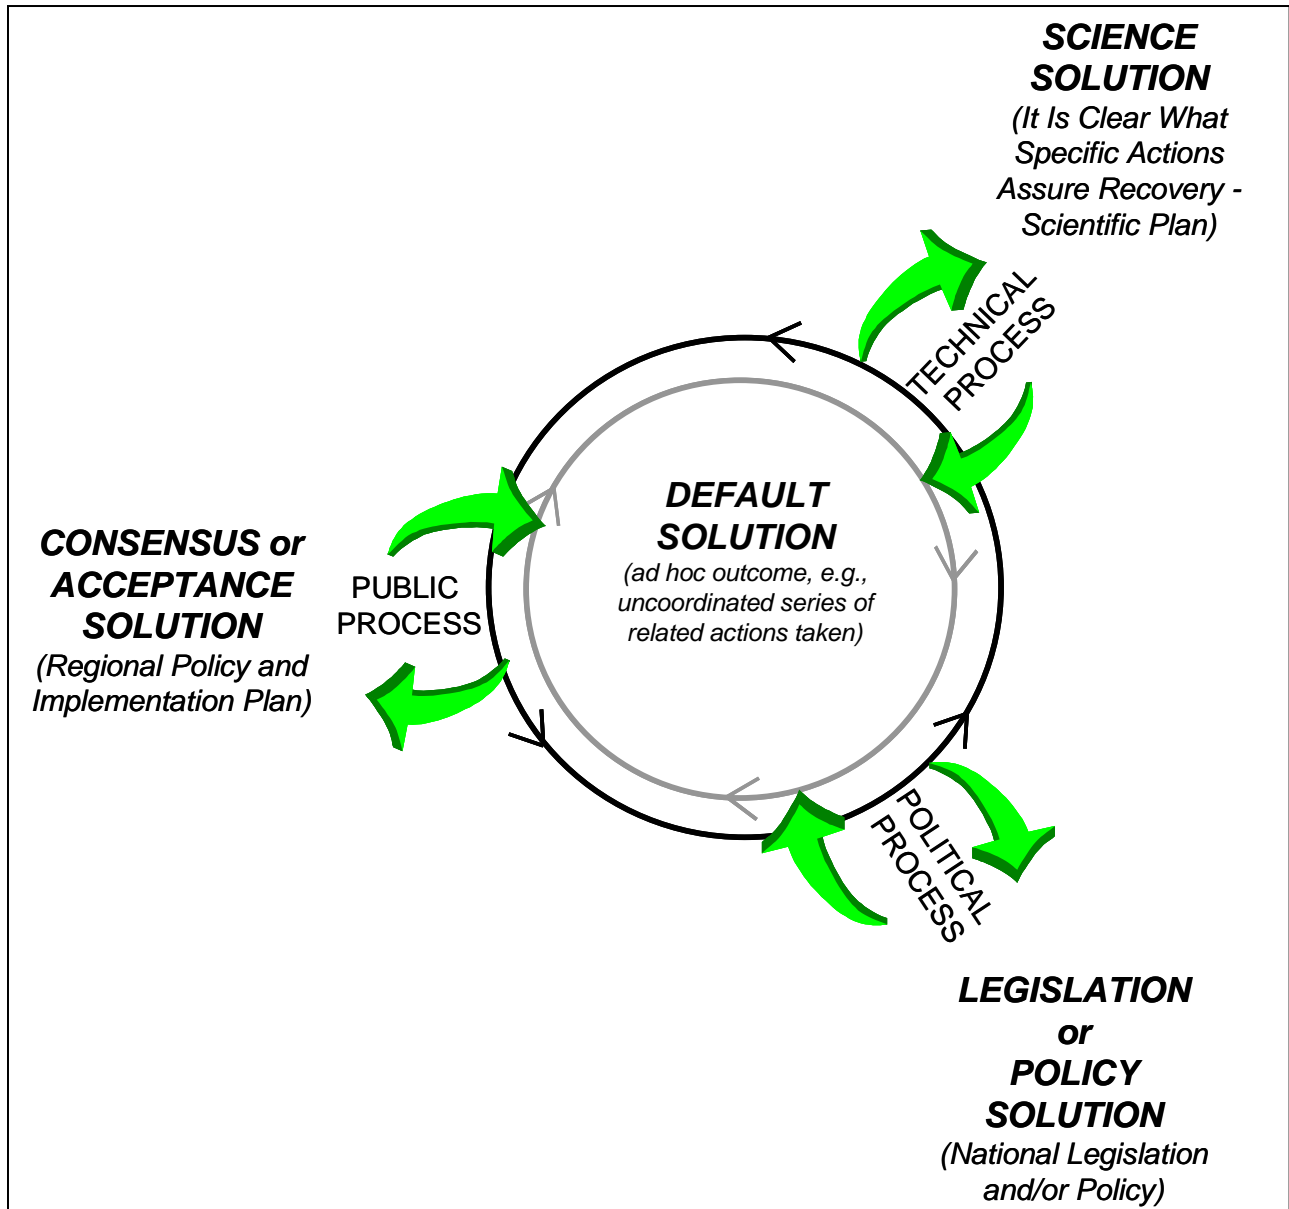 SCIENCE
SOLUTION
(It Is Clear What
Specific Actions
Assure Recovery -
Scientific Plan)
TECHNICAL
PROCESS
DEFAULT
SOLUTION
(ad hoc outcome, e.g.,
uncoordinated series of
related actions taken)
CONSENSUS or
ACCEPTANCE
SOLUTION
(Regional Policy and
Implementation Plan)
PUBLIC
PROCESS
POLITICAL
PROCESS
LEGISLATION
or
POLICY
SOLUTION
(National Legislation
and/or Policy)